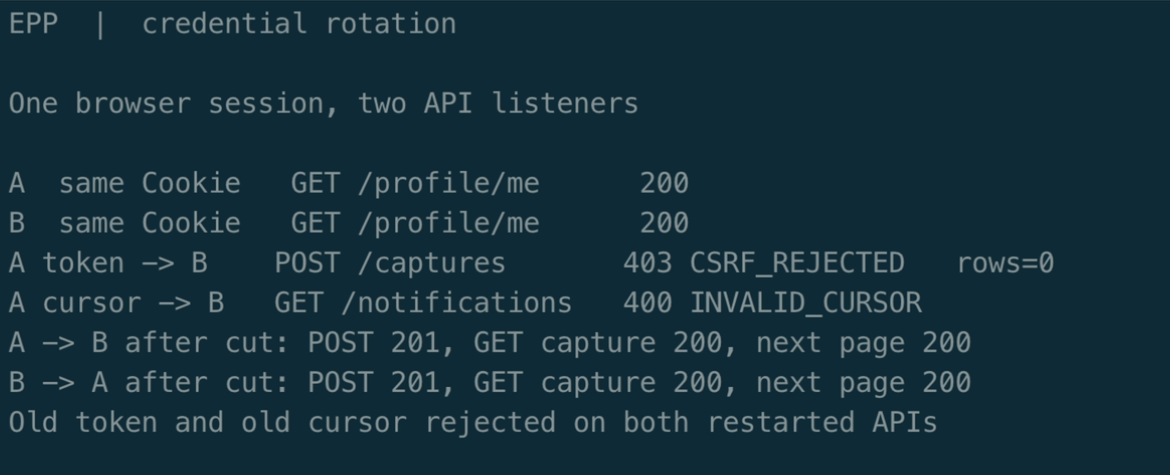 EPP | credential rotation
One browser session, two API listeners
A same Cookie GET /profile/me 200
B same Cookie GET /profile/me 200
A token -> B POST /captures 403 CSRF_REJECTED rows=0
A cursor -> B GET /notifications 400 INVALID_CURSOR
A -> B after cut: POST 201, GET capture 200, next page 200
B -> A after cut: POST 201, GET capture 200, next page 200
Old token and old cursor rejected on both restarted APIs